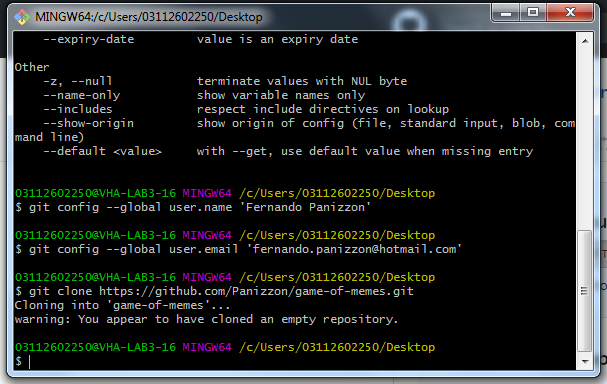 MINGW64:/c/Users/03112602250/Desktop
--expiry-date value is an expiry date
Other
-z, --null terminate values with NUL byte
--name-only show variable names only
--includes respect include directives on lookup
--show-origin show origin of config (file, standard input, blob, com
mand line)
--default <value> with --get, use default value when missing entry
03112602250@VHA-LAB3-16 MINGW64 /c/Users/03112602250/Desktop
$ git config --global user.name 'Fernando Panizzon'
03112602250@VHA-LAB3-16 MINGW64 /c/Users/03112602250/Desktop
$ git config --global user.email 'fernando.panizzon@hotmail.com'
03112602250@VHA-LAB3-16 MINGW64 /c/Users/03112602250/Desktop
$ git clone https://github.com/Panizzon/game-of-memes.git
Cloning into 'game-of-memes'...
warning: You appear to have cloned an empty repository.
03112602250@VHA-LAB3-16 MINGW64 /c/Users/03112602250/Desktop
$